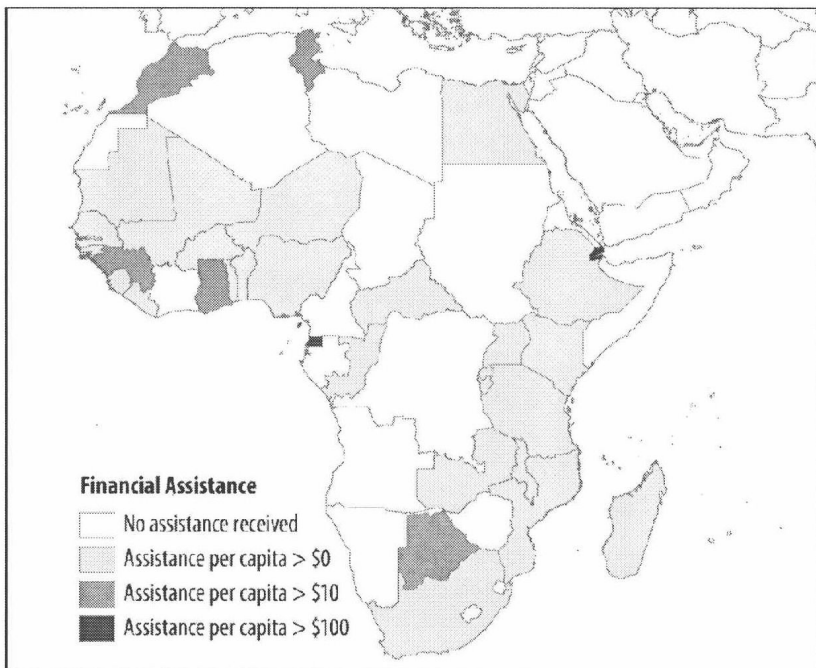 Financial Assistance
No assistance received
Assistance per capita > $0
Assistance per capita > $10
Assistance per capita > $100